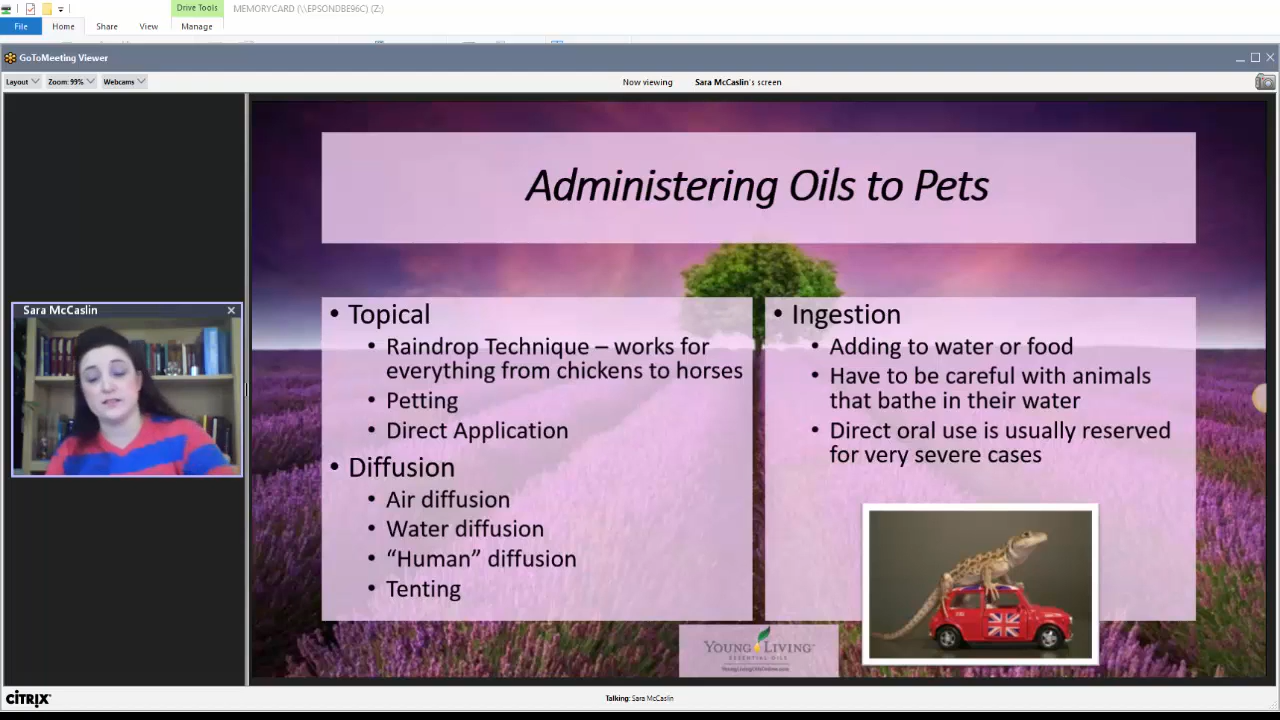 Drive Tools
MEMORYCARD (\\EPSONDBE96C) (Z:)
File Home Share View Manage
GoToMeeting Viewer
Layout Zoom: 99% Webcams
Now viewing Sara McCaslin's screen
Sara McCaslin
Administering Oils to Pets
• Topical
• Raindrop Technique – works for
everything from chickens to horses
• Petting
• Direct Application
• Diffusion
• Air diffusion
• Water diffusion
• “Human” diffusion
• Tenting
• Ingestion
• Adding to water or food
• Have to be careful with animals
that bathe in their water
• Direct oral use is usually reserved
for very severe cases
YOUNG LIVING
ESSENTIAL OILS
CITRIX
Talking: Sara McCaslin